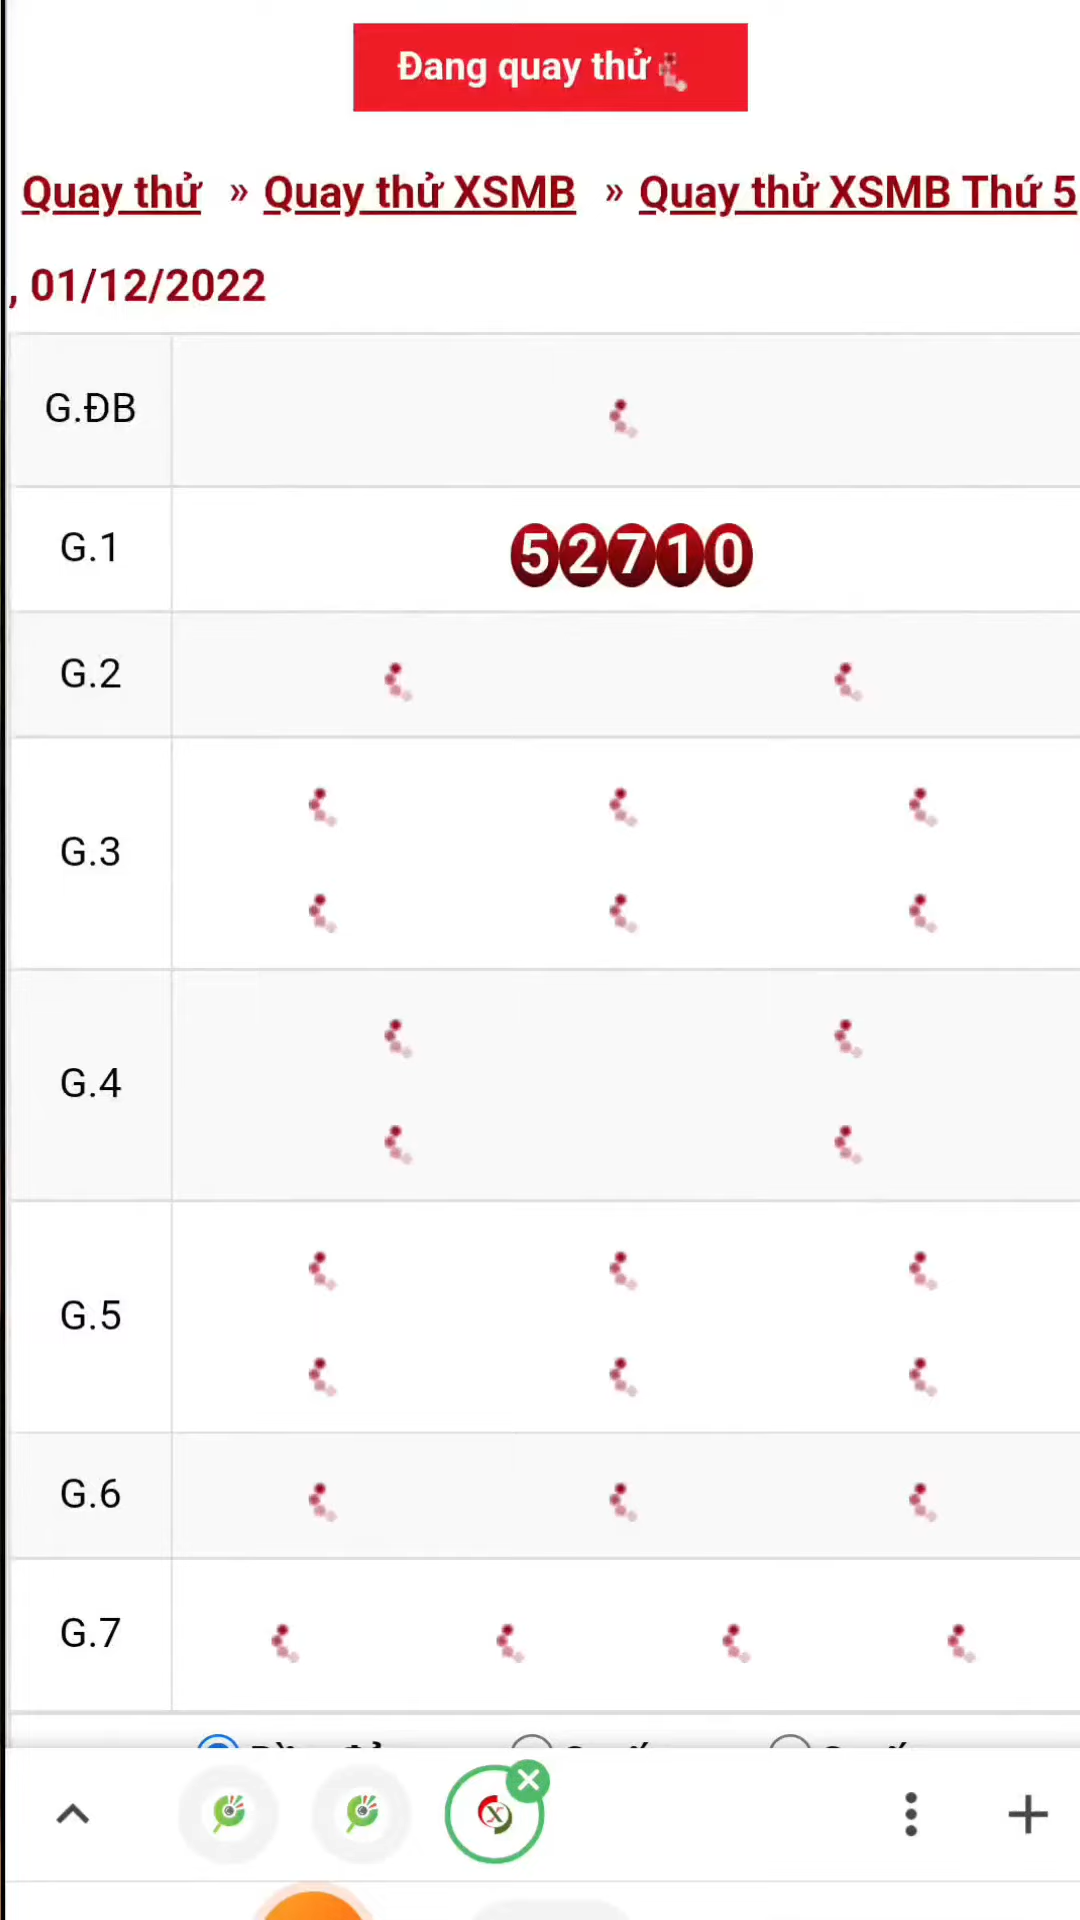 Đang quay thử
Quay thử » Quay thử XSMB » Quay thử XSMB Thứ 5
, 01/12/2022
G.ĐB
G.1 52710
G.2
G.3
G.4
G.5
G.6
G.7